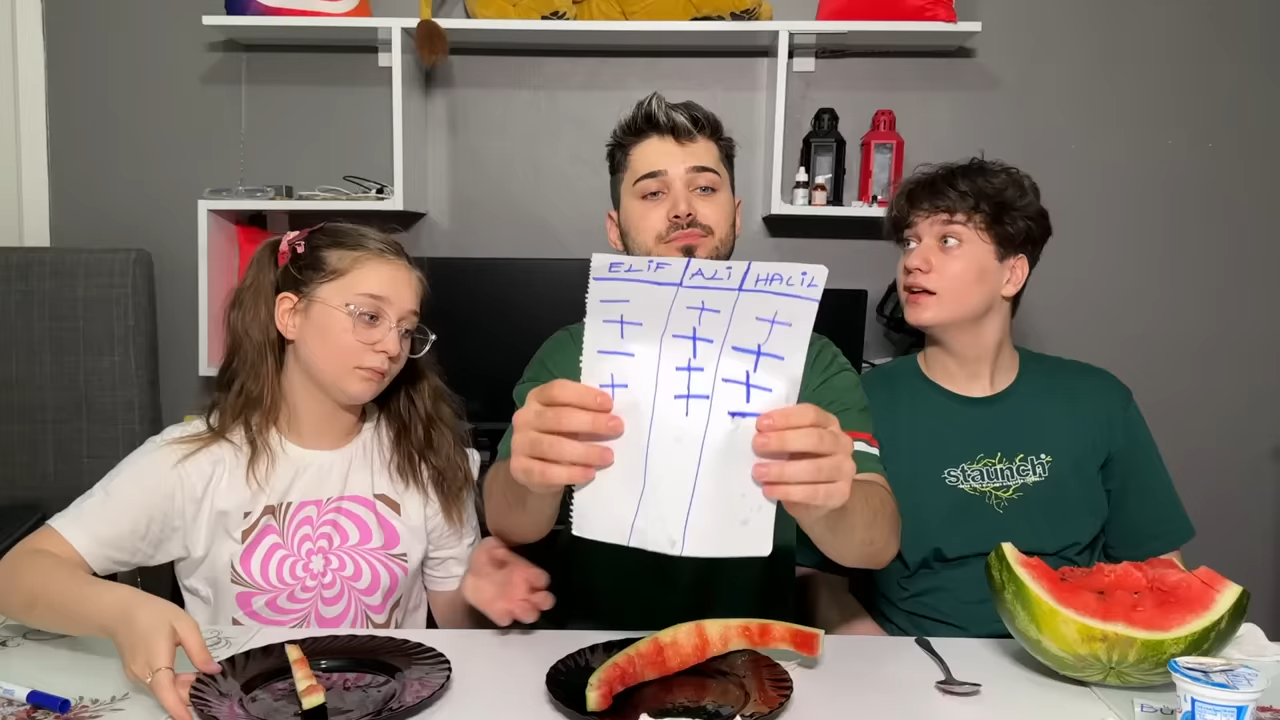 ELİF ALİ HALİL
- + +
+ + +
- + +
+ + -
staunch